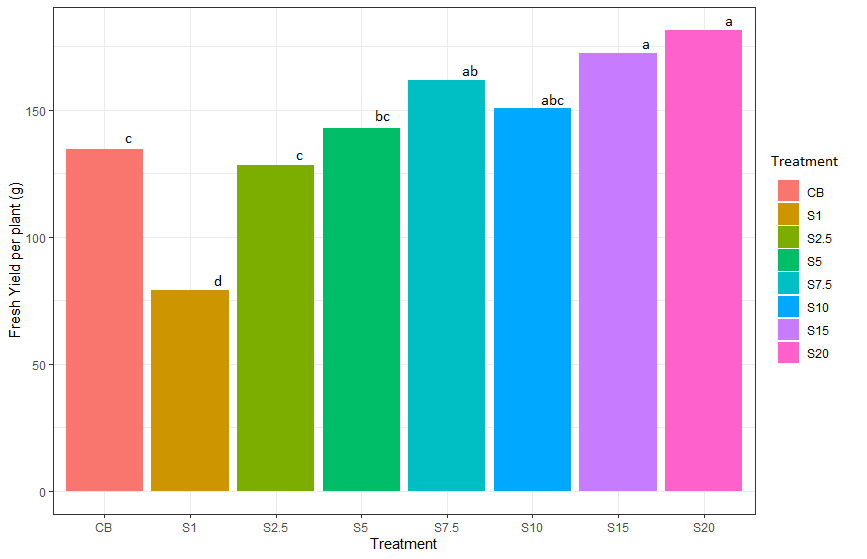 a
a
ab
abc
bc
c
c
d
Fresh Yield per plant (g)
150
100
50
0
CB S1 S2.5 S5 S7.5 S10 S15 S20
Treatment
Treatment
CB
S1
S2.5
S5
S7.5
S10
S15
S20